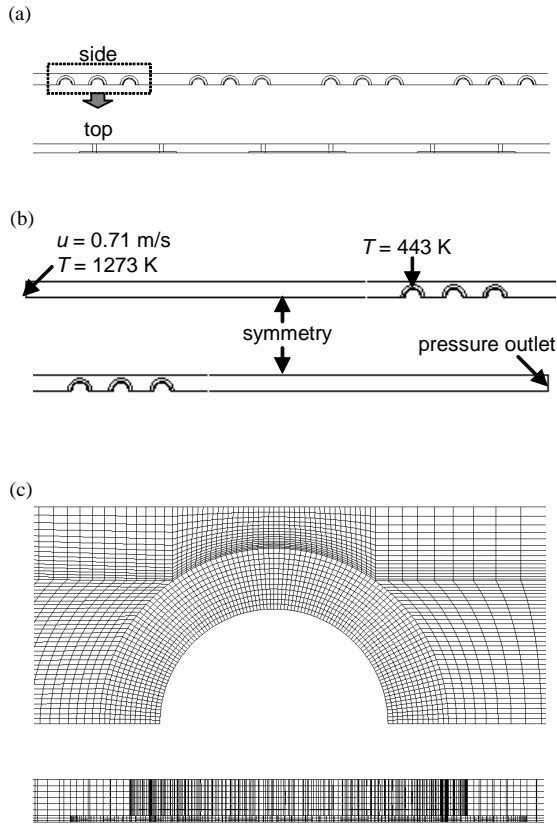 (a)
side
top
(b)
u = 0.71 m/s
T = 1273 K
T = 443 K
symmetry
pressure outlet
(c)